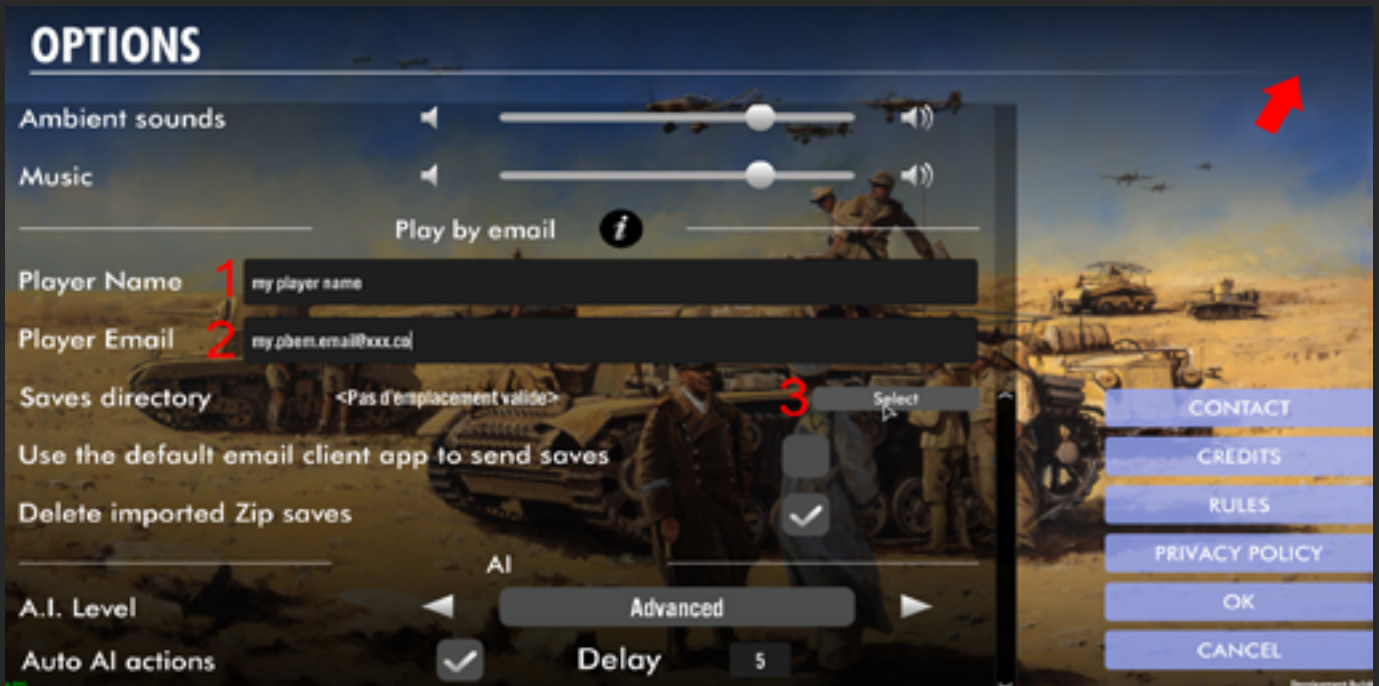 OPTIONS
Ambient sounds
Music
Play by email i
Player Name 1 my player name
Player Email 2 my.pbem.email@xxx.co
Saves directory <Pas d'emplacement valide> 3 Select
CONTACT
Use the default email client app to send saves
CREDITS
Delete imported Zip saves
RULES
PRIVACY POLICY
AI
A.I. Level Advanced
OK
Auto AI actions Delay 5
CANCEL